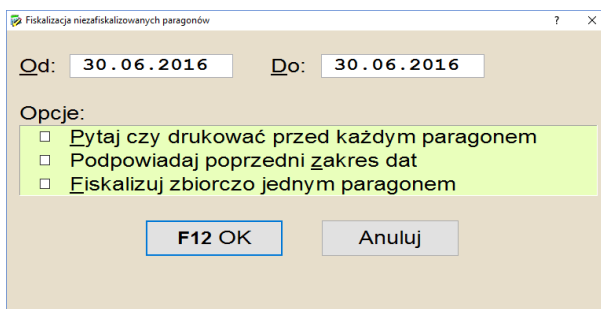 Fiskalizacja niezafiskalizowanych paragonów
Od: 30.06.2016 Do: 30.06.2016
Opcje:
Pytaj czy drukować przed każdym paragonem
Podpowiadaj poprzedni zakres dat
Fiskalizuj zbiorczo jednym paragonem
F12 OK Anuluj